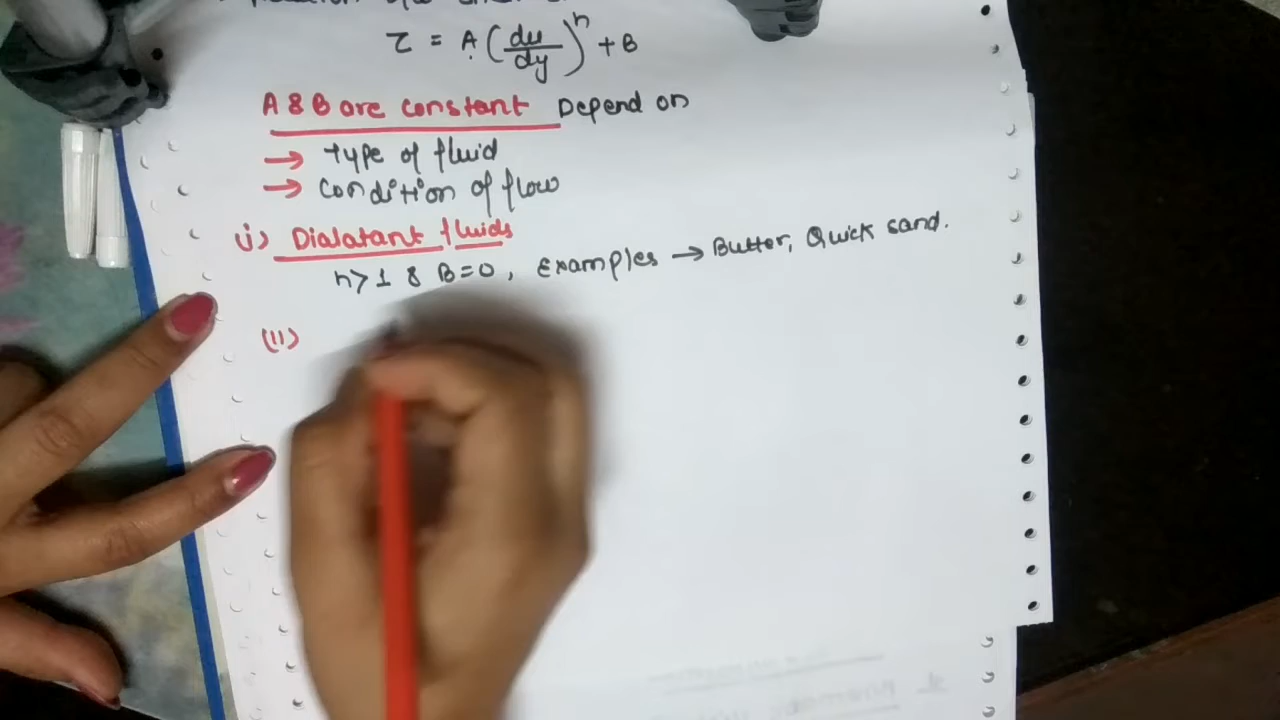 τ = A (du/dy)^n + B
A & B are constant Depend on
→ Type of fluid
→ Condition of flow
(i) Dialatant fluids
n > 1 & B = 0, Examples → Butter, Quick sand.
(11)